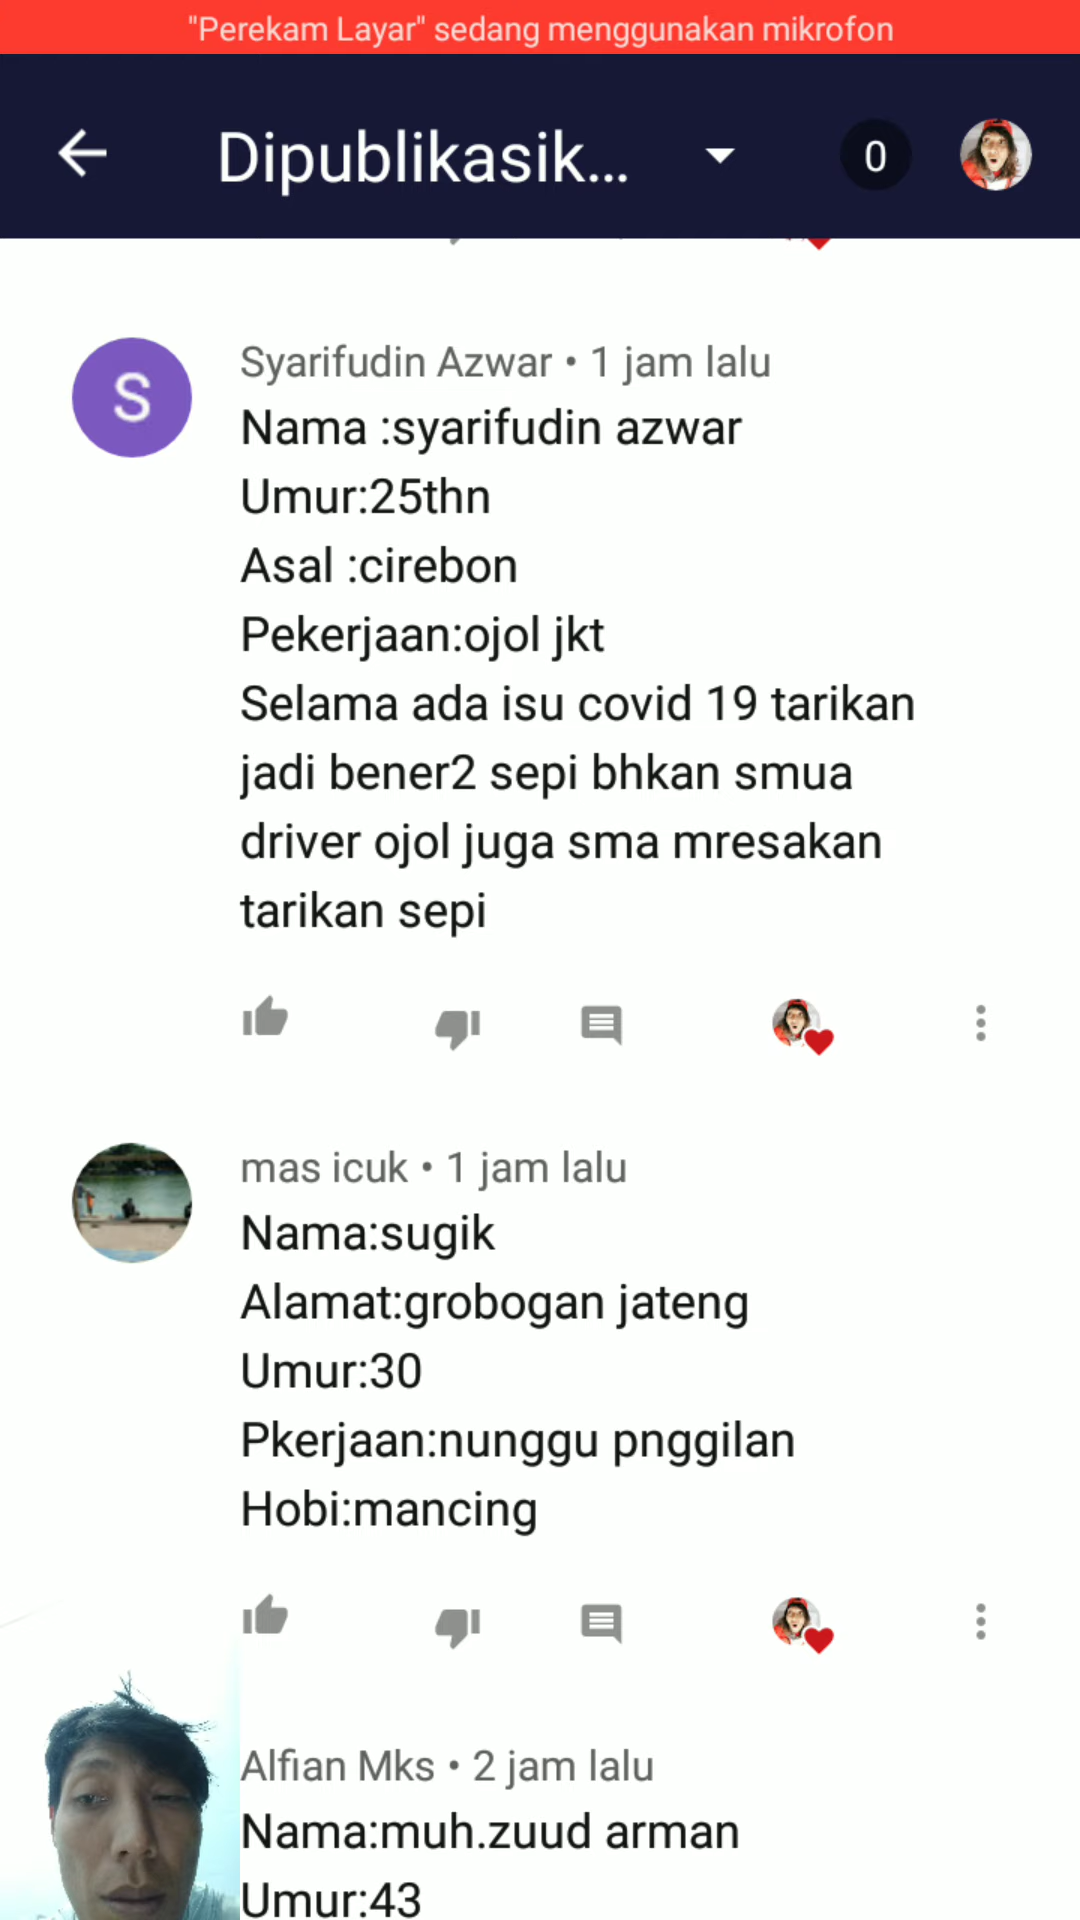 "Perekam Layar" sedang menggunakan mikrofon
Dipublikasik...
0
S
Syarifudin Azwar • 1 jam lalu
Nama :syarifudin azwar
Umur:25thn
Asal :cirebon
Pekerjaan:ojol jkt
Selama ada isu covid 19 tarikan
jadi bener2 sepi bhkan smua
driver ojol juga sma mresakan
tarikan sepi
mas icuk • 1 jam lalu
Nama:sugik
Alamat:grobogan jateng
Umur:30
Pkerjaan:nunggu pnggilan
Hobi:mancing
Alfian Mks • 2 jam lalu
Nama:muh.zuud arman
Umur:43